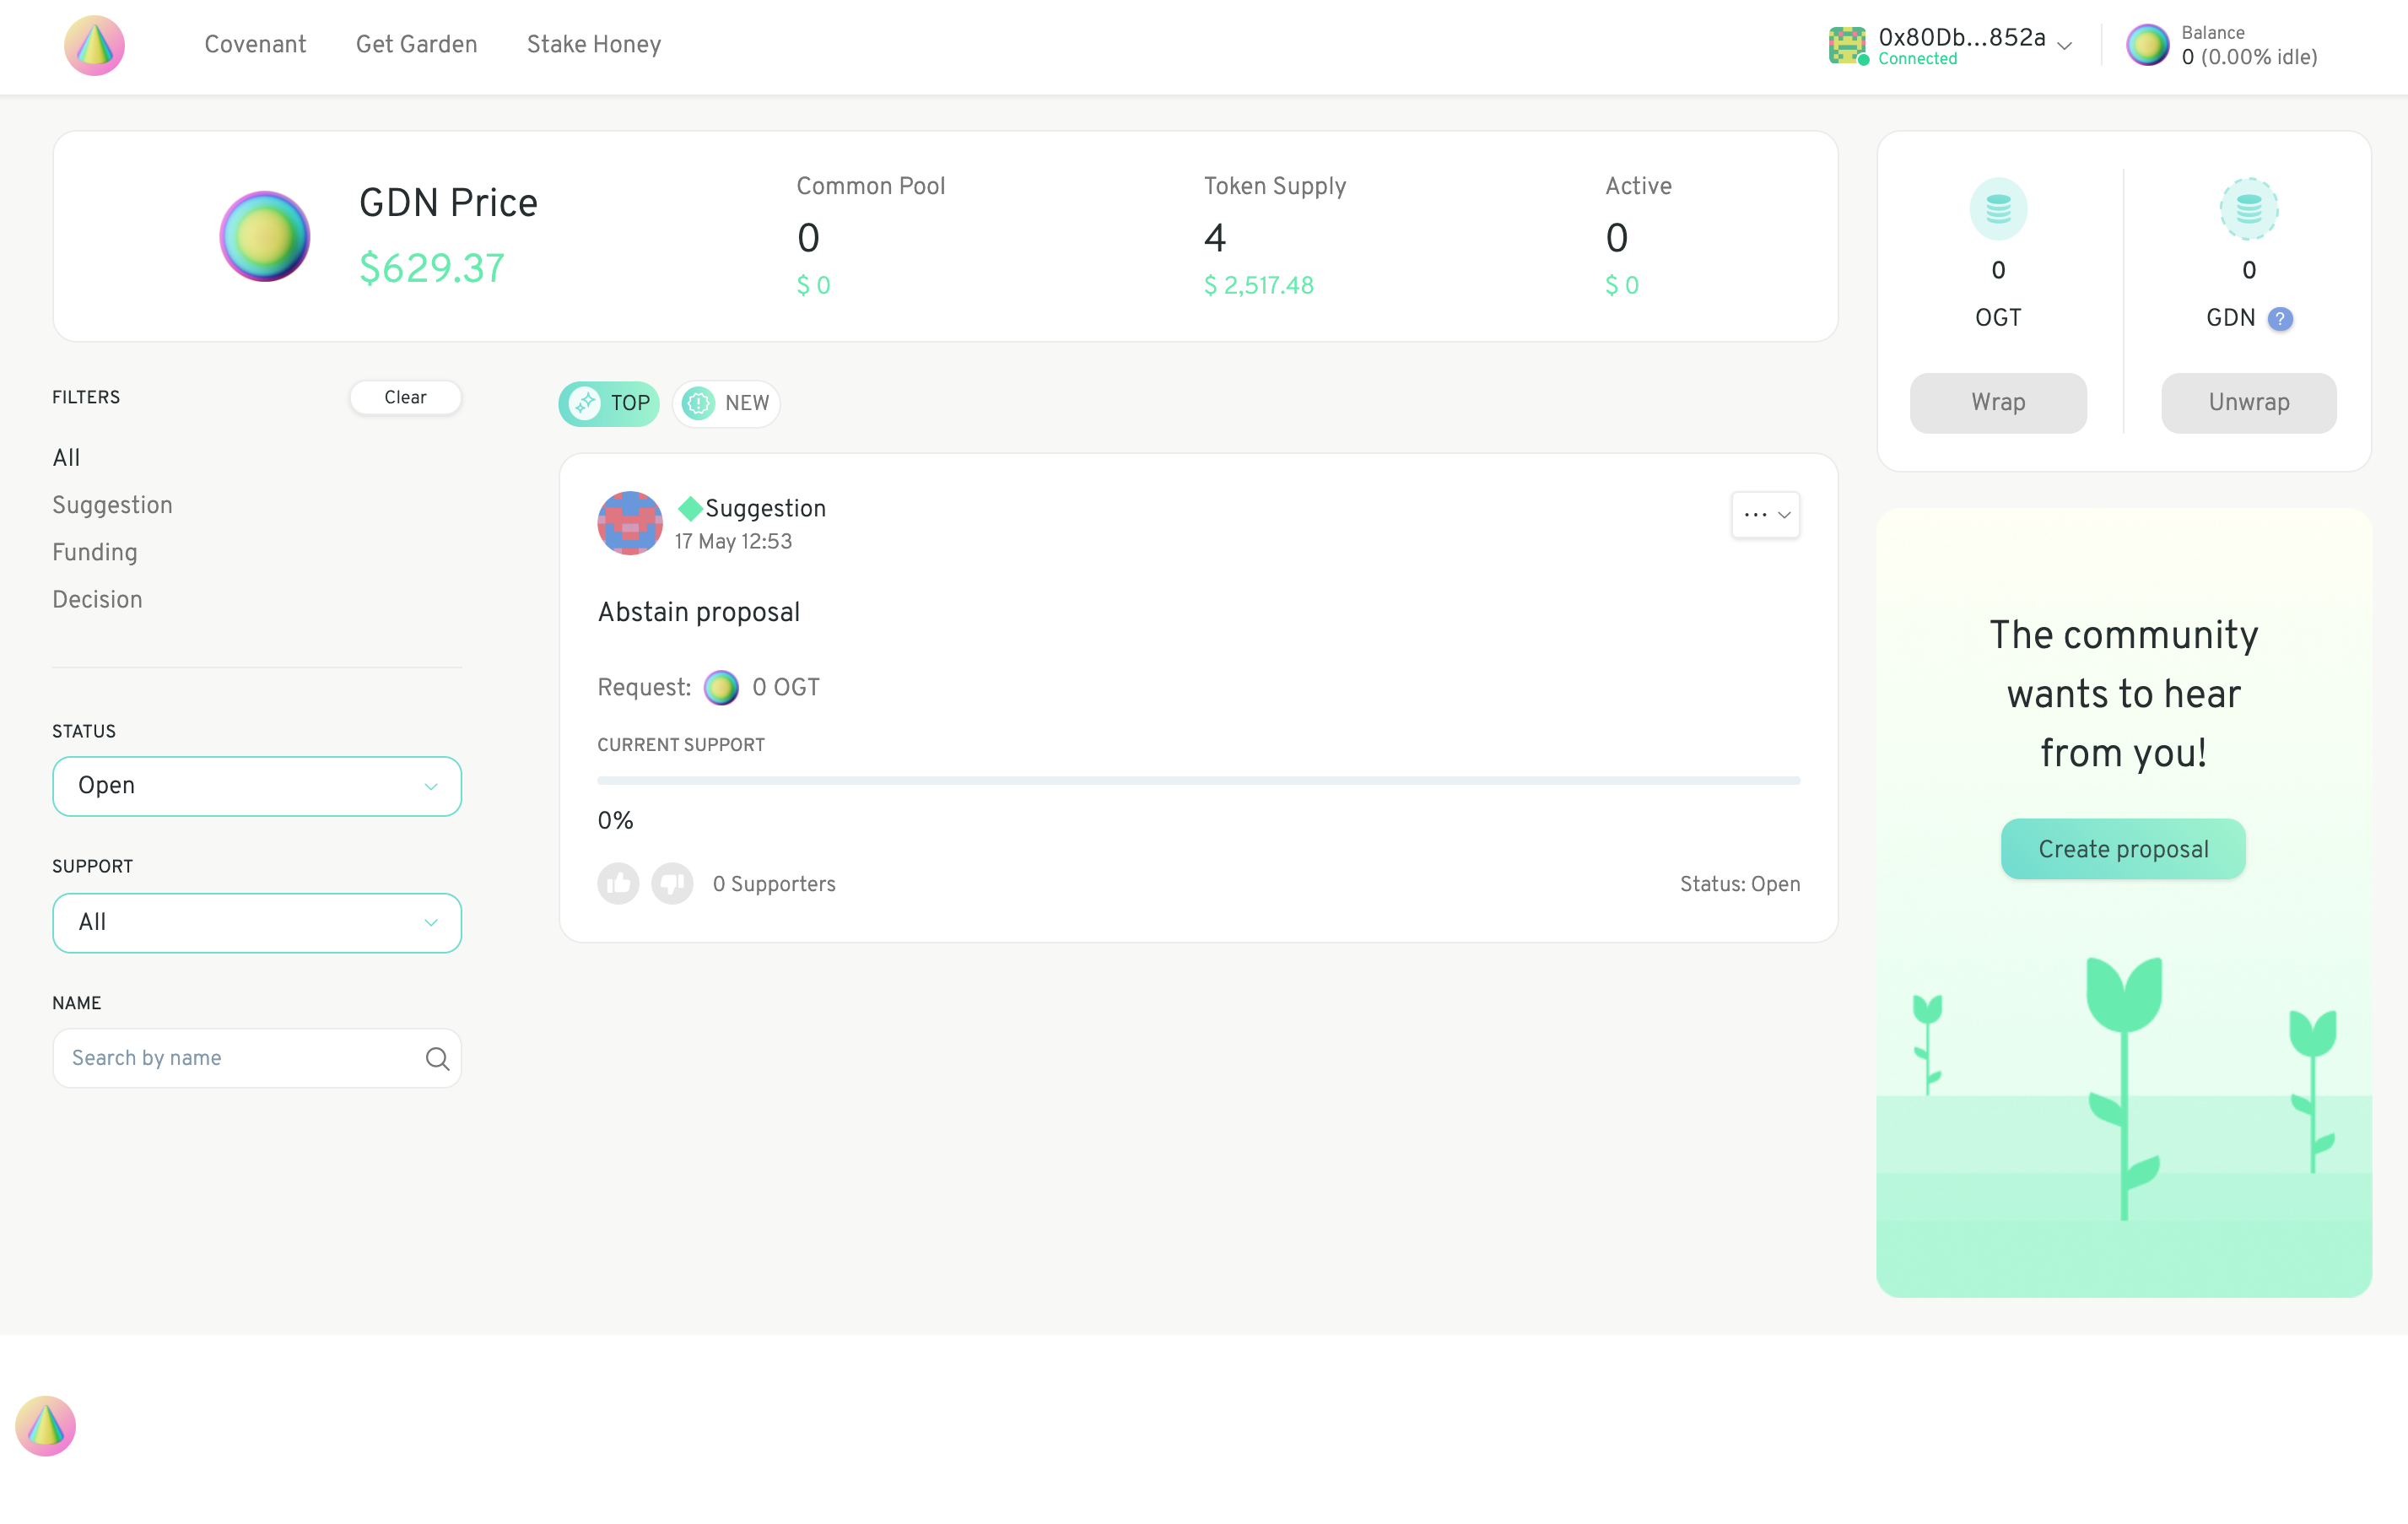 Covenant
Get Garden
Stake Honey
0x80Db...852a
Connected
Balance
0 (0.00% idle)
GDN Price
$629.37
Common Pool
0
$ 0
Token Supply
4
$ 2,517.48
Active
0
$ 0
0
OGT
Wrap
0
GDN ?
Unwrap
FILTERS
Clear
All
Suggestion
Funding
Decision
STATUS
Open
SUPPORT
All
NAME
Search by name
TOP
NEW
Suggestion
17 May 12:53
Abstain proposal
Request: 0 OGT
CURRENT SUPPORT
0%
0 Supporters
Status: Open
The community
wants to hear
from you!
Create proposal